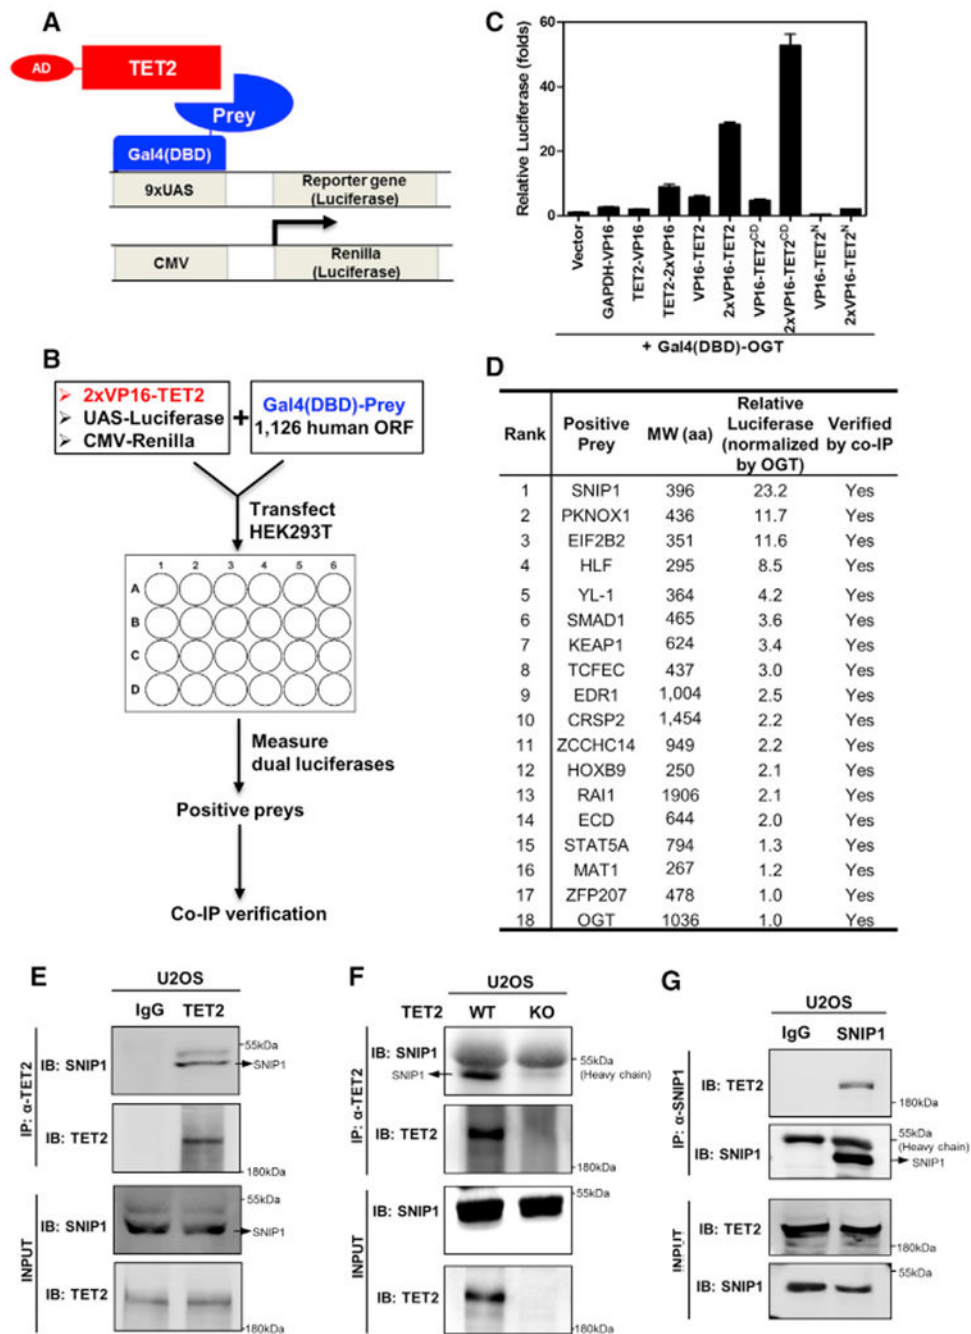 A
AD
TET2
Prey
Gal4(DBD)
9xUAS
Reporter gene
(Luciferase)
CMV
Renilla
(Luciferase)
B
2xVP16-TET2
UAS-Luciferase
CMV-Renilla
+
Gal4(DBD)-Prey
1,126 human ORF
Transfect
HEK293T
1 2 3 4 5 6
A
B
C
D
Measure
dual luciferases
Positive preys
Co-IP verification
C
Relative Luciferase (folds)
60
40
20
0
Vector
GAPDH-VP16
TET2-VP16
TET2-2xVP16
VP16-TET2
2xVP16-TET2
VP16-TET2CD
2xVP16-TET2CD
VP16-TET2N
2xVP16-TET2N
+ Gal4(DBD)-OGT
D
Rank Positive Prey MW (aa) Relative Luciferase (normalized by OGT) Verified by co-IP
1 SNIP1 396 23.2 Yes
2 PKNOX1 436 11.7 Yes
3 EIF2B2 351 11.6 Yes
4 HLF 295 8.5 Yes
5 YL-1 364 4.2 Yes
6 SMAD1 465 3.6 Yes
7 KEAP1 624 3.4 Yes
8 TCFEC 437 3.0 Yes
9 EDR1 1,004 2.5 Yes
10 CRSP2 1,454 2.2 Yes
11 ZCCHC14 949 2.2 Yes
12 HOXB9 250 2.1 Yes
13 RAI1 1906 2.1 Yes
14 ECD 644 2.0 Yes
15 STAT5A 794 1.3 Yes
16 MAT1 267 1.2 Yes
17 ZFP207 478 1.0 Yes
18 OGT 1036 1.0 Yes
E
U2OS
IgG TET2
IP: α-TET2
IB: SNIP1
55kDa
SNIP1
IB: TET2
180kDa
INPUT
IB: SNIP1
55kDa
SNIP1
IB: TET2
180kDa
F
U2OS
TET2 WT KO
IP: α-TET2
IB: SNIP1
SNIP1
55kDa
(Heavy chain)
IB: TET2
180kDa
INPUT
IB: SNIP1
55kDa
IB: TET2
180kDa
G
U2OS
IgG SNIP1
IP: α-SNIP1
IB: TET2
180kDa
IB: SNIP1
55kDa
(Heavy chain)
SNIP1
INPUT
IB: TET2
180kDa
IB: SNIP1
55kDa